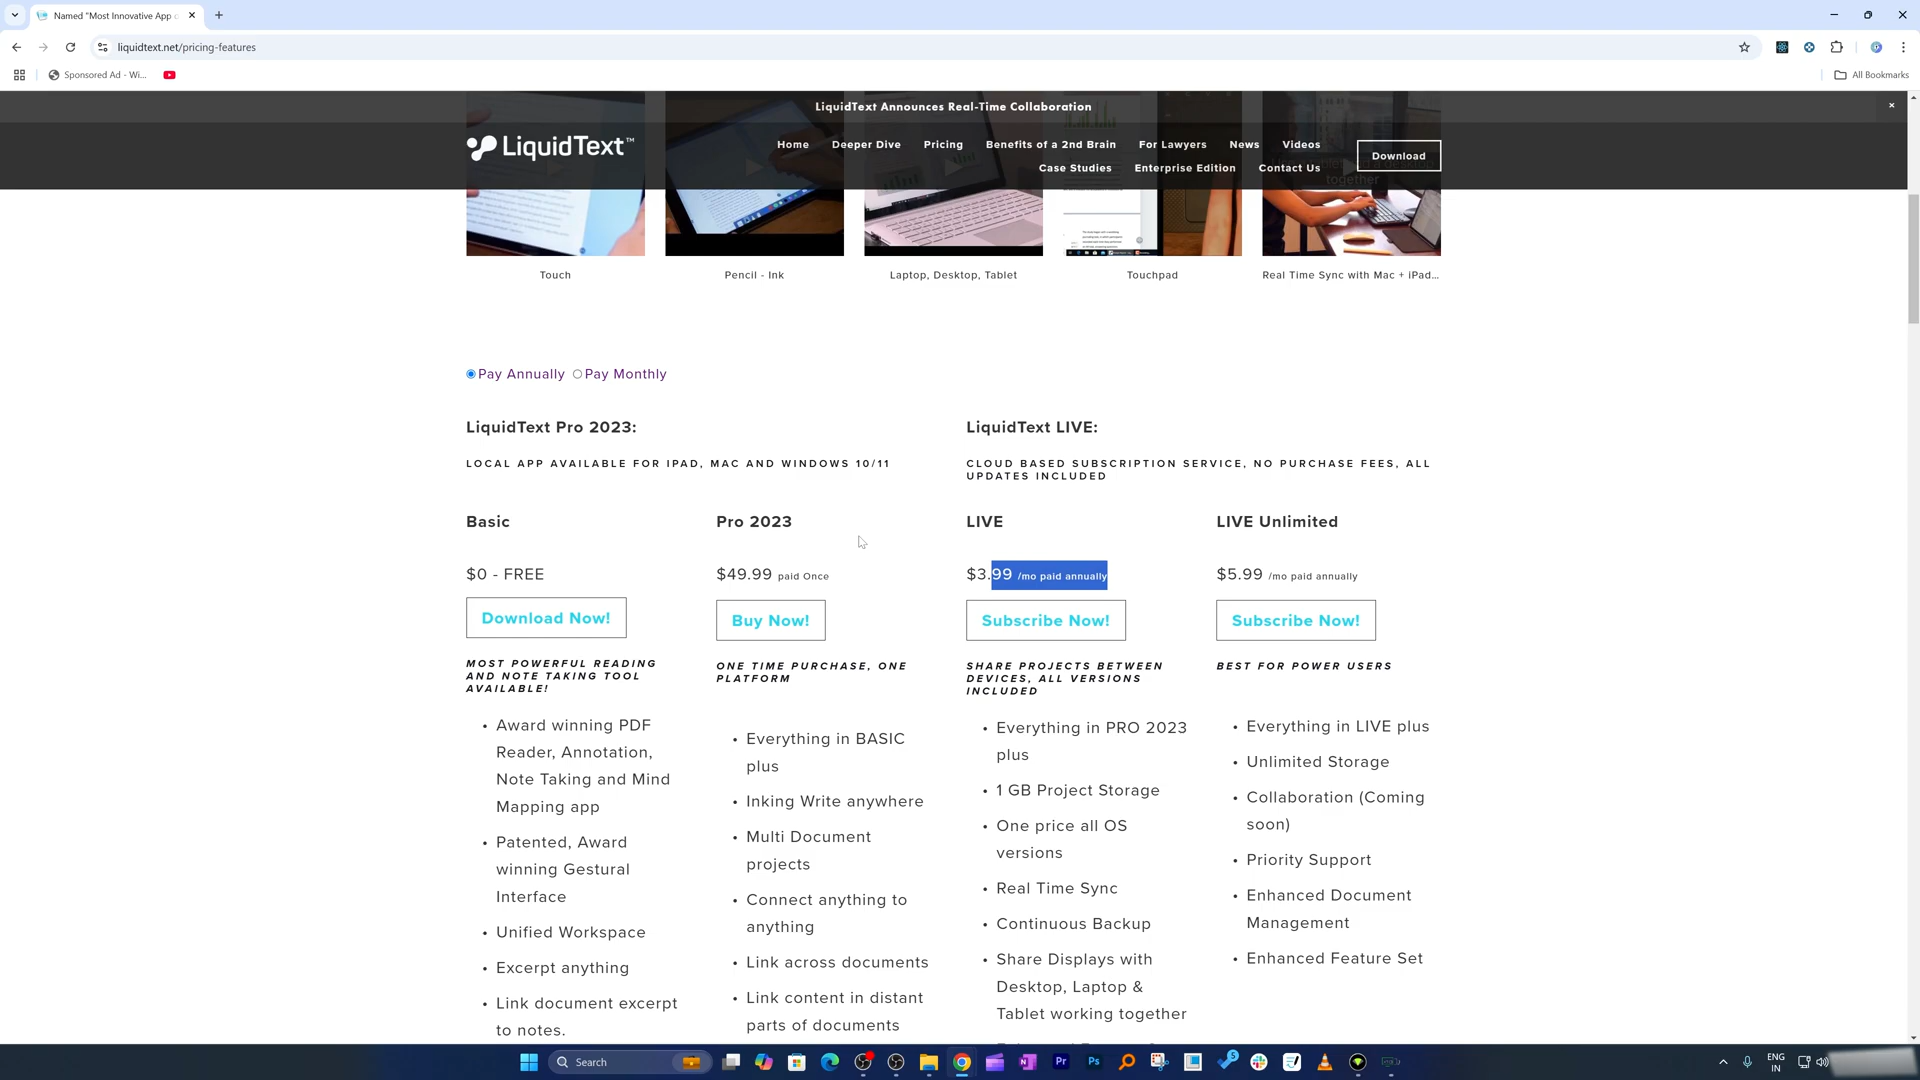 Named "Most Innovative App o
liquidtext.net/pricing-features
Sponsored Ad - Wi...
All Bookmarks
LiquidText Announces Real-Time Collaboration
LiquidText™
Home
Deeper Dive
Pricing
Benefits of a 2nd Brain
For Lawyers
News
Videos
Case Studies
Enterprise Edition
Contact Us
Download
together
Touch
Pencil - Ink
Laptop, Desktop, Tablet
Touchpad
Real Time Sync with Mac + iPad...
Pay Annually
Pay Monthly
LiquidText Pro 2023:
LOCAL APP AVAILABLE FOR IPAD, MAC AND WINDOWS 10/11
LiquidText LIVE:
CLOUD BASED SUBSCRIPTION SERVICE, NO PURCHASE FEES, ALL
UPDATES INCLUDED
Basic
$0 - FREE
Download Now!
MOST POWERFUL READING
AND NOTE TAKING TOOL
AVAILABLE!
• Award winning PDF
Reader, Annotation,
Note Taking and Mind
Mapping app
• Patented, Award
winning Gestural
Interface
• Unified Workspace
• Excerpt anything
• Link document excerpt
to notes.
Pro 2023
$49.99 paid Once
Buy Now!
ONE TIME PURCHASE, ONE
PLATFORM
• Everything in BASIC
plus
• Inking Write anywhere
• Multi Document
projects
• Connect anything to
anything
• Link across documents
• Link content in distant
parts of documents
LIVE
$3.99 /mo paid annually
Subscribe Now!
SHARE PROJECTS BETWEEN
DEVICES, ALL VERSIONS
INCLUDED
• Everything in PRO 2023
plus
• 1 GB Project Storage
• One price all OS
versions
• Real Time Sync
• Continuous Backup
• Share Displays with
Desktop, Laptop &
Tablet working together
LIVE Unlimited
$5.99 /mo paid annually
Subscribe Now!
BEST FOR POWER USERS
• Everything in LIVE plus
• Unlimited Storage
• Collaboration (Coming
soon)
• Priority Support
• Enhanced Document
Management
• Enhanced Feature Set
Search
Pr
Ps
ENG
IN